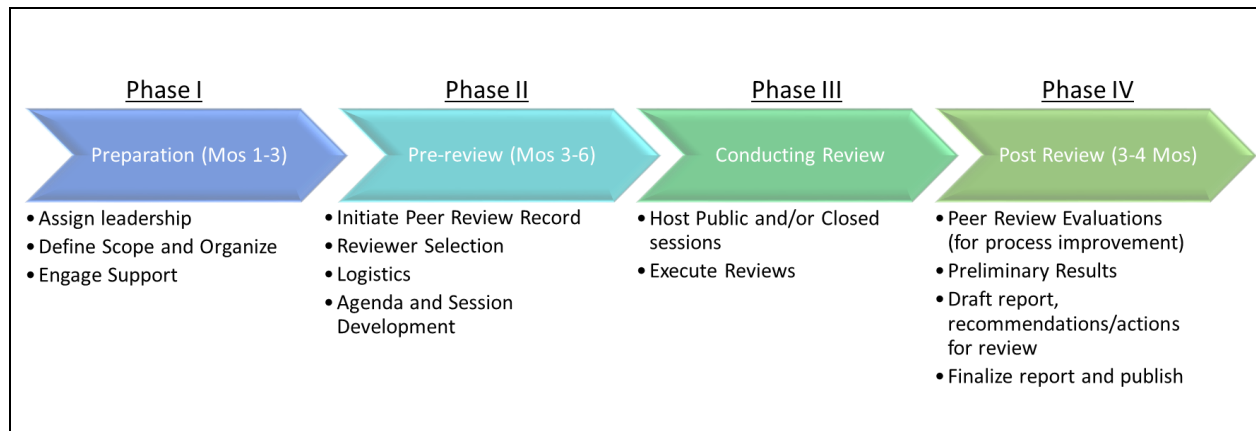 Phase I
Preparation (Mos 1-3)
• Assign leadership
• Define Scope and Organize
• Engage Support
Phase II
Pre-review (Mos 3-6)
• Initiate Peer Review Record
• Reviewer Selection
• Logistics
• Agenda and Session
Development
Phase III
Conducting Review
• Host Public and/or Closed
sessions
• Execute Reviews
Phase IV
Post Review (3-4 Mos)
• Peer Review Evaluations
(for process improvement)
• Preliminary Results
• Draft report,
recommendations/actions
for review
• Finalize report and publish